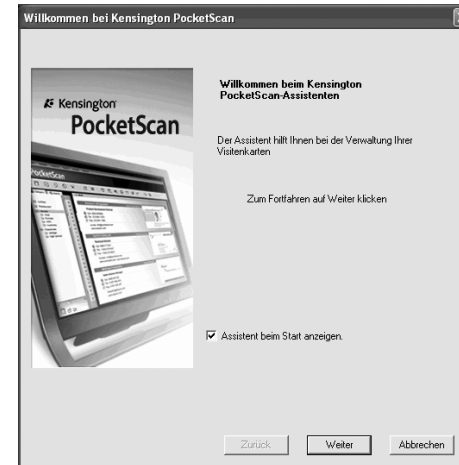 Willkommen bei Kensington PocketScan
Kensington
PocketScan
Willkommen beim Kensington
PocketScan-Assistenten
Der Assistent hilft Ihnen bei der Verwaltung Ihrer
Visitenkarten
Zum Fortfahren auf Weiter klicken
Assistent beim Start anzeigen.
Zurück
Weiter
Abbrechen